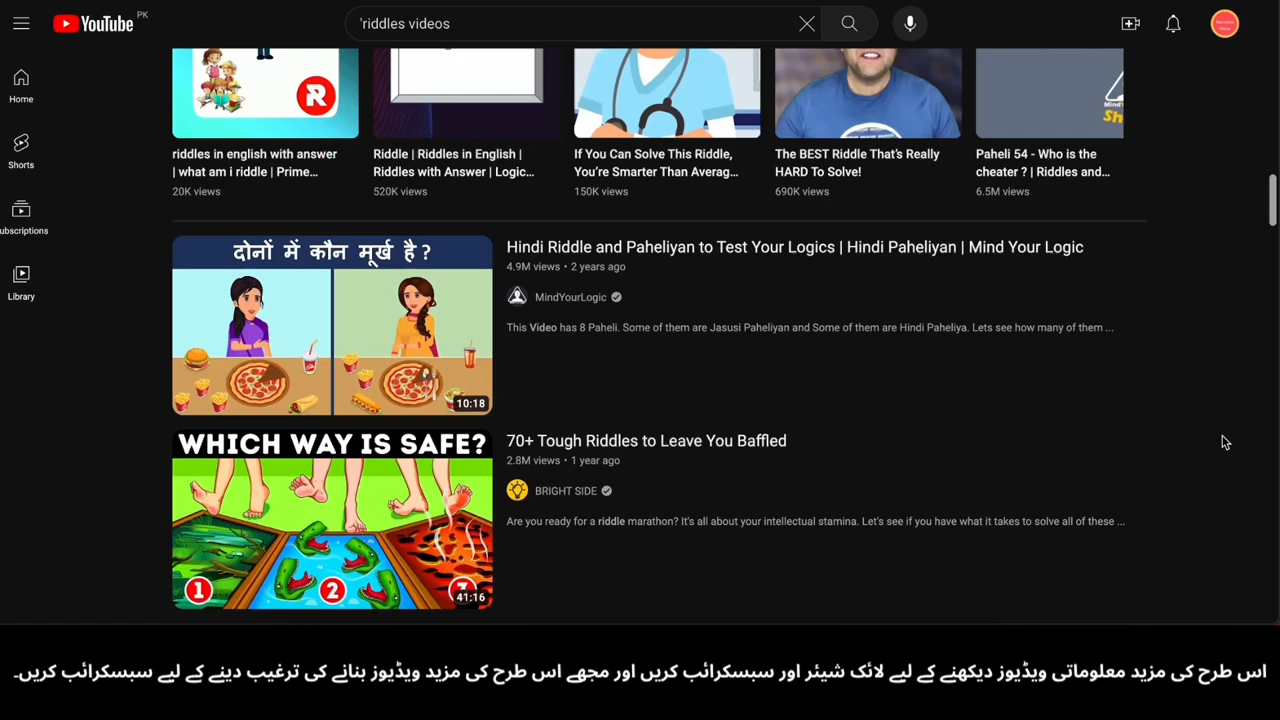 YouTube PK
'riddles videos
Home
Shorts
ubscriptions
Library
R
Mind
Sh
riddles in english with answer
| what am i riddle | Prime...
20K views
Riddle | Riddles in English |
Riddles with Answer | Logic...
520K views
If You Can Solve This Riddle,
You're Smarter Than Averag...
150K views
The BEST Riddle That's Really
HARD To Solve!
690K views
Paheli 54 - Who is the
cheater ? | Riddles and...
6.5M views
दोनों में कौन मूर्ख है ?
10:18
Hindi Riddle and Paheliyan to Test Your Logics | Hindi Paheliyan | Mind Your Logic
4.9M views • 2 years ago
MindYourLogic
This Video has 8 Paheli. Some of them are Jasusi Paheliyan and Some of them are Hindi Paheliya. Lets see how many of them ...
WHICH WAY IS SAFE?
1
2
3
41:16
70+ Tough Riddles to Leave You Baffled
2.8M views • 1 year ago
BRIGHT SIDE
Are you ready for a riddle marathon? It's all about your intellectual stamina. Let's see if you have what it takes to solve all of these ...
اس طرح کی مزید معلوماتی ویڈیوز دیکھنے کے لیے لائک شیئر اور سبسکرائب کریں اور مجھے اس طرح کی مزید ویڈیوز بنانے کی ترغیب دینے کے لیے سبسکرائب کریں۔